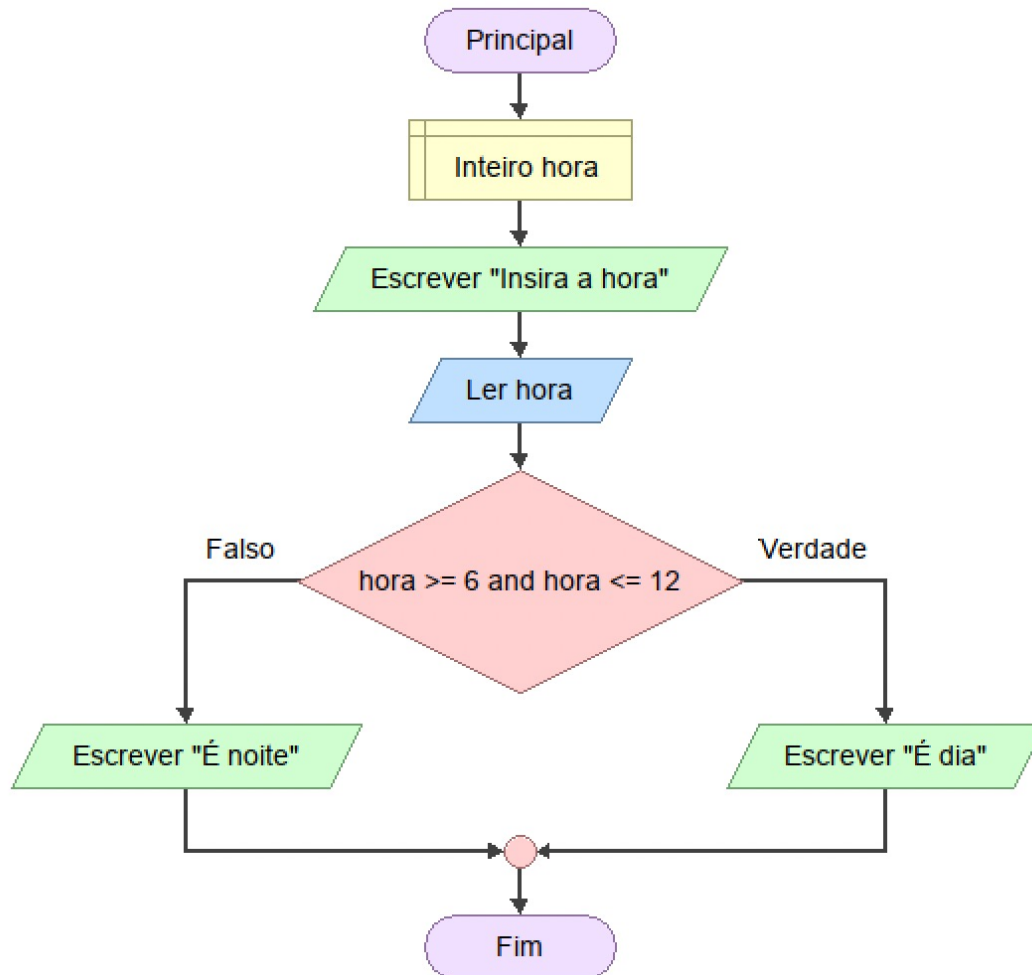 Principal
Inteiro hora
Escrever "Insira a hora"
Ler hora
Falso
Verdade
hora >= 6 and hora <= 12
Escrever "É noite"
Escrever "É dia"
Fim